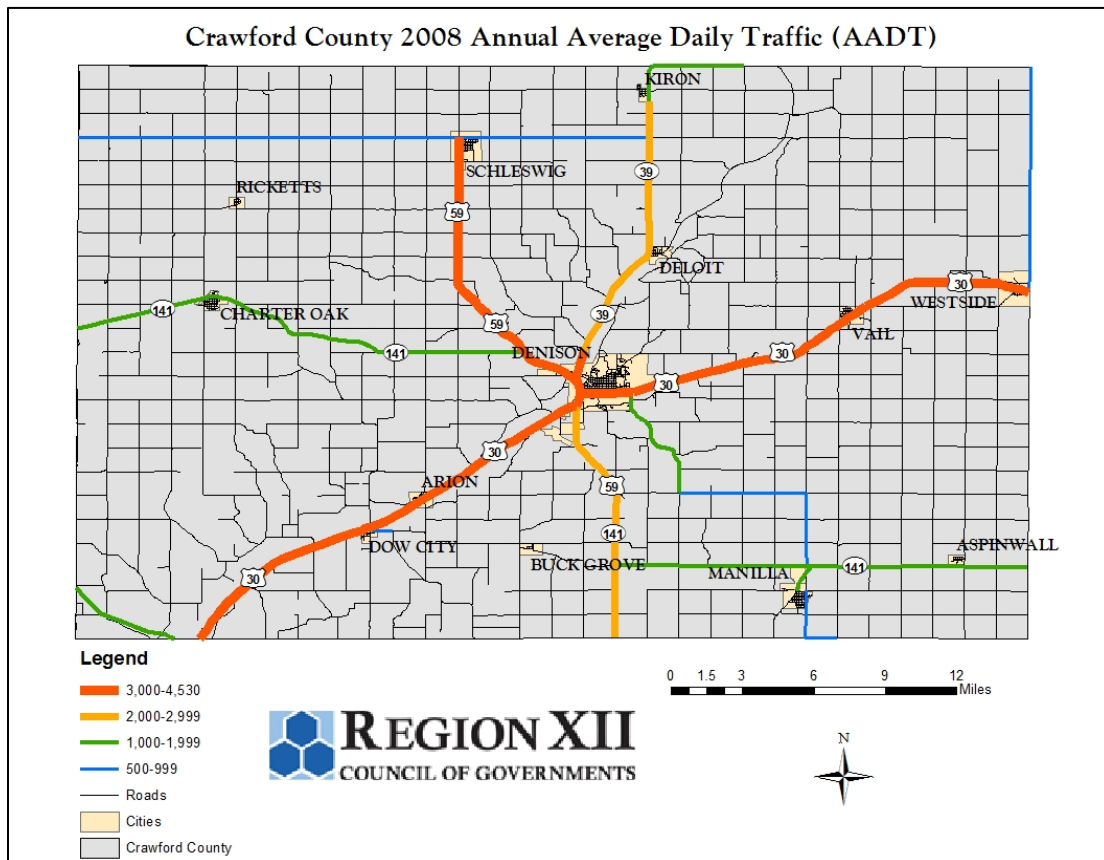 Crawford County 2008 Annual Average Daily Traffic (AADT)
KIRON
SCHLESWIG
39
RICKETTS
59
DELOIT
30
WESTSIDE
141
CHARTER OAK
39
VAIL
59
141
DENISON
30
30
30
ARION
59
DOW CITY
141
BUCK GROVE
ASPINWALL
MANILLA
141
30
Legend
3,000-4,530
2,000-2,999
1,000-1,999
500-999
Roads
Cities
Crawford County
0 1.5 3 6 9 12
Miles
REGION XII
COUNCIL OF GOVERNMENTS
N